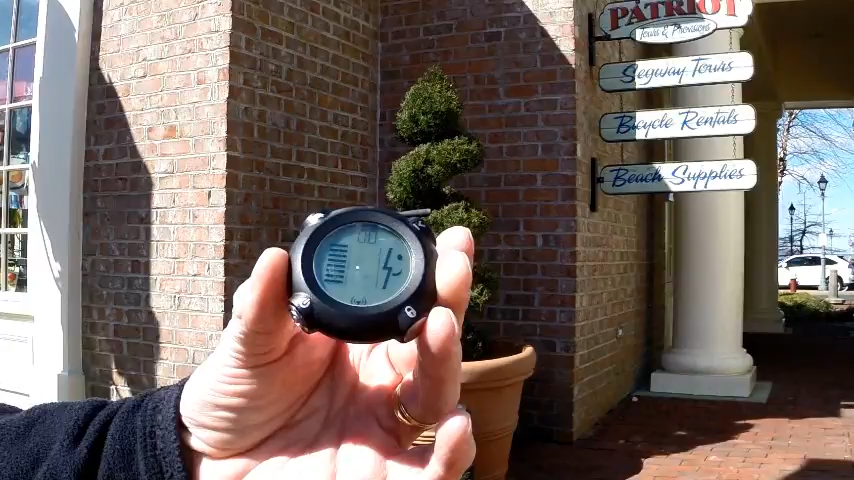 PATRIOT
Tours & Provisions
Segway Tours
Bicycle Rentals
Beach Supplies